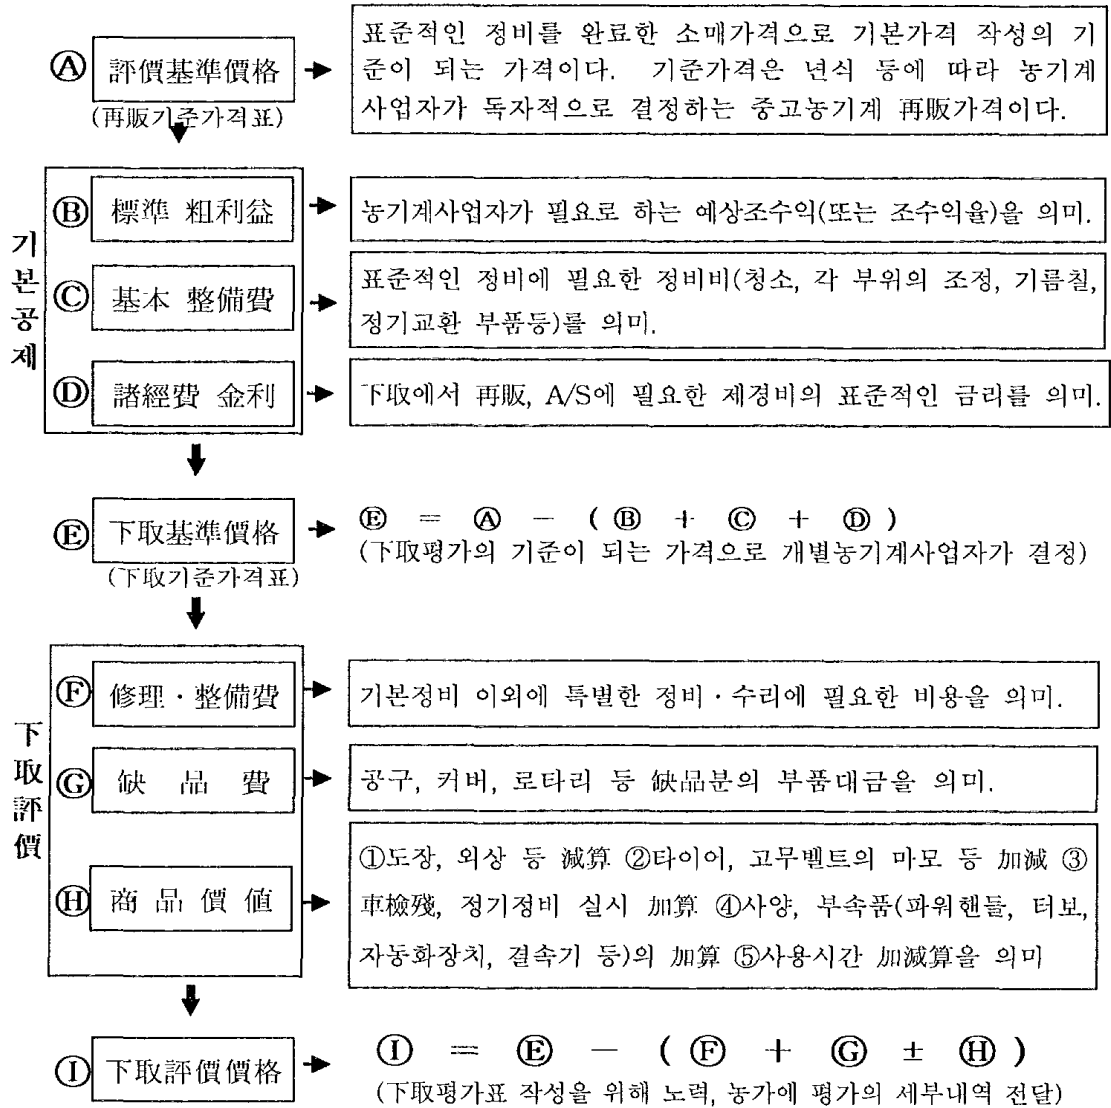 표준적인 정비를 완료한 소매가격으로 기본가격 작성의 기
Ⓐ 評價基準價格
준이 되는 가격이다. 기준가격은 년식 등에 따라 농기계
(再販기준가격표)
사업자가 독자적으로 결정하는 중고농기계 再販가격이다.
기본공제
Ⓑ 標準 粗利益
농기계사업자가 필요로 하는 예상조수익(또는 조수익율)을 의미.
Ⓒ 基本 整備費
표준적인 정비에 필요한 정비비(청소, 각 부위의 조정, 기름칠,
정기교환 부품등)를 의미.
Ⓓ 諸經費 金利
下取에서 再販, A/S에 필요한 제경비의 표준적인 금리를 의미.
Ⓔ 下取基準價格
Ⓔ = Ⓐ - ( Ⓑ + Ⓒ + Ⓓ )
(下取기준가격표)
(下取평가의 기준이 되는 가격으로 개별농기계사업자가 결정)
下取評價
Ⓕ 修理·整備費
기본정비 이외에 특별한 정비·수리에 필요한 비용을 의미.
Ⓖ 缺 品 費
공구, 커버, 로타리 등 缺品분의 부품대금을 의미.
Ⓗ 商 品 價 値
①도장, 외상 등 減算 ②타이어, 고무벨트의 마모 등 加減 ③
車檢殘, 정기정비 실시 加算 ④사양, 부속품(파워핸들, 터보,
자동화장치, 결속기 등)의 加算 ⑤사용시간 加減算을 의미
Ⓘ 下取評價價格
Ⓘ = Ⓔ - ( Ⓕ + Ⓖ ± Ⓗ )
(下取평가표 작성을 위해 노력, 농가에 평가의 세부내역 전달)